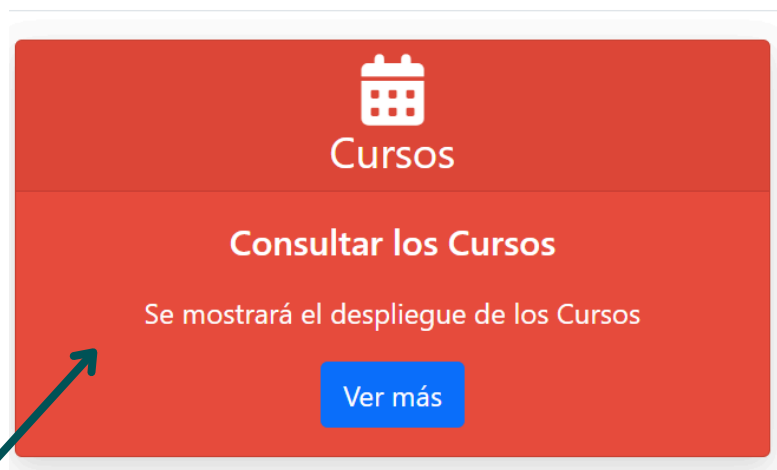 Cursos
Consultar los Cursos
Se mostrará el despliegue de los Cursos
Ver más